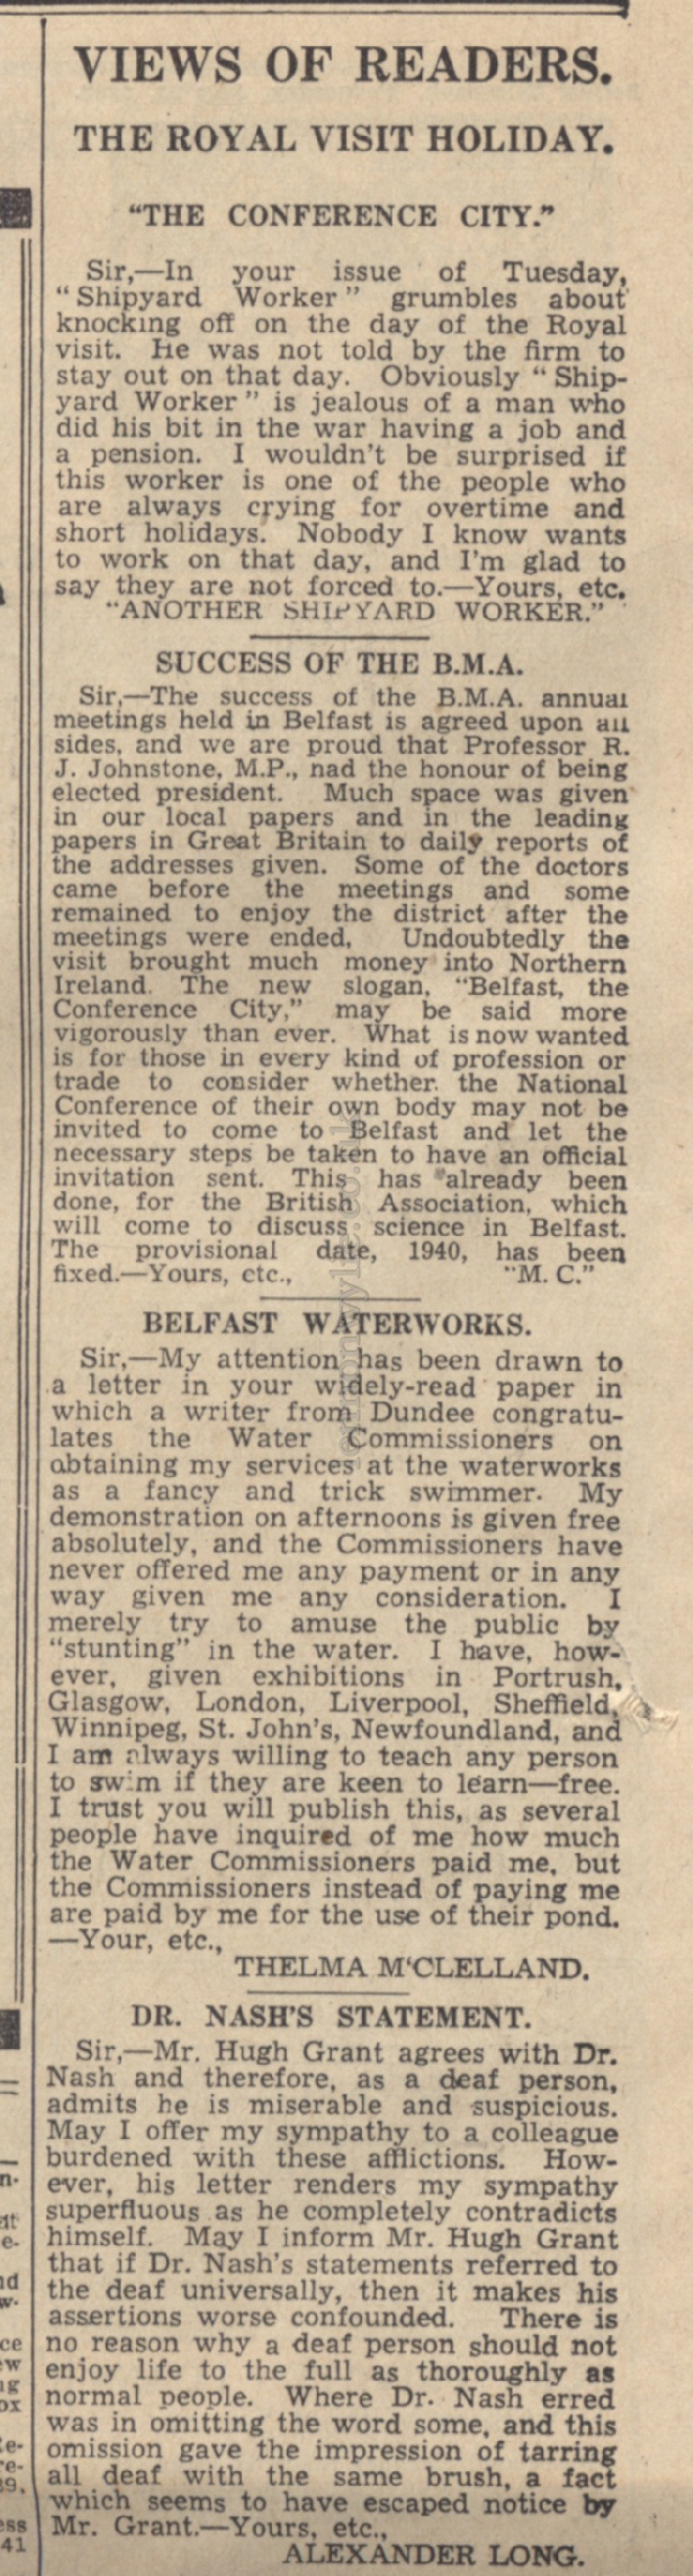 VIEWS OF READERS.
THE ROYAL VISIT HOLIDAY.
"THE CONFERENCE CITY."
Sir,—In your issue of Tuesday,
"Shipyard Worker" grumbles about
knocking off on the day of the Royal
visit. He was not told by the firm to
stay out on that day. Obviously "Ship-
yard Worker" is jealous of a man who
did his bit in the war having a job and
a pension. I wouldn't be surprised if
this worker is one of the people who
are always crying for overtime and
short holidays. Nobody I know wants
to work on that day, and I'm glad to
say they are not forced to.—Yours, etc.
"ANOTHER SHIPYARD WORKER."
SUCCESS OF THE B.M.A.
Sir,—The success of the B.M.A. annual
meetings held in Belfast is agreed upon all
sides, and we are proud that Professor R.
J. Johnstone, M.P., had the honour of being
elected president. Much space was given
in our local papers and in the leading
papers in Great Britain to daily reports of
the addresses given. Some of the doctors
came before the meetings and some
remained to enjoy the district after the
meetings were ended, Undoubtedly the
visit brought much money into Northern
Ireland. The new slogan, "Belfast, the
Conference City," may be said more
vigorously than ever. What is now wanted
is for those in every kind of profession or
trade to consider whether the National
Conference of their own body may not be
invited to come to Belfast and let the
necessary steps be taken to have an official
invitation sent. This has already been
done, for the British Association, which
will come to discuss science in Belfast.
The provisional date, 1940, has been
fixed.—Yours, etc., "M. C."
BELFAST WATERWORKS.
Sir,—My attention has been drawn to
a letter in your widely-read paper in
which a writer from Dundee congratu-
lates the Water Commissioners on
obtaining my services at the waterworks
as a fancy and trick swimmer. My
demonstration on afternoons is given free
absolutely, and the Commissioners have
never offered me any payment or in any
way given me any consideration. I
merely try to amuse the public by
"stunting" in the water. I have, how-
ever, given exhibitions in Portrush,
Glasgow, London, Liverpool, Sheffield,
Winnipeg, St. John's, Newfoundland, and
I am always willing to teach any person
to swim if they are keen to learn—free.
I trust you will publish this, as several
people have inquired of me how much
the Water Commissioners paid me, but
the Commissioners instead of paying me
are paid by me for the use of their pond.
—Your, etc.,
THELMA M'CLELLAND.
DR. NASH'S STATEMENT.
Sir,—Mr. Hugh Grant agrees with Dr.
Nash and therefore, as a deaf person,
admits he is miserable and suspicious.
May I offer my sympathy to a colleague
burdened with these afflictions. How-
ever, his letter renders my sympathy
superfluous as he completely contradicts
himself. May I inform Mr. Hugh Grant
that if Dr. Nash's statements referred to
the deaf universally, then it makes his
assertions worse confounded. There is
no reason why a deaf person should not
enjoy life to the full as thoroughly as
normal people. Where Dr. Nash erred
was in omitting the word some, and this
omission gave the impression of tarring
all deaf with the same brush, a fact
which seems to have escaped notice by
Mr. Grant.—Yours, etc.,
ALEXANDER LONG.